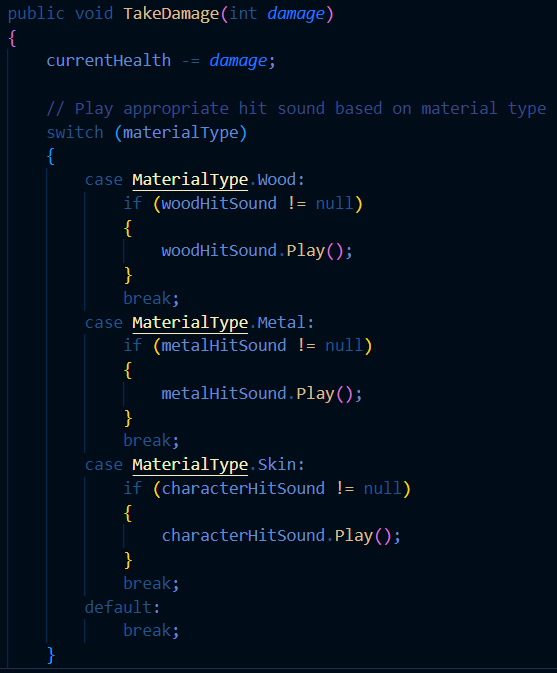 public void TakeDamage(int damage)
{
currentHealth -= damage;
// Play appropriate hit sound based on material type
switch (materialType)
{
case MaterialType.Wood:
if (woodHitSound != null)
{
woodHitSound.Play();
}
break;
case MaterialType.Metal:
if (metalHitSound != null)
{
metalHitSound.Play();
}
break;
case MaterialType.Skin:
if (characterHitSound != null)
{
characterHitSound.Play();
}
break;
default:
break;
}